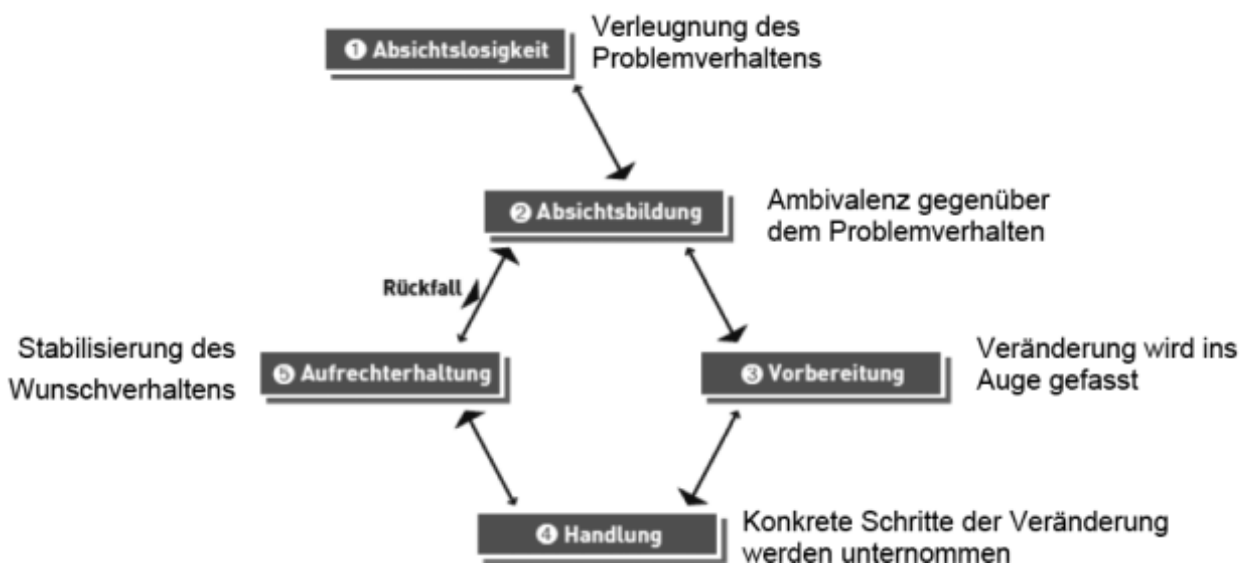 ❶ Absichtslosigkeit
Verleugnung des
Problemverhaltens
❷ Absichtsbildung
Ambivalenz gegenüber
dem Problemverhalten
Rückfall
Stabilisierung des
Wunschverhaltens
❺ Aufrechterhaltung
❸ Vorbereitung
Veränderung wird ins
Auge gefasst
❹ Handlung
Konkrete Schritte der Veränderung
werden unternommen